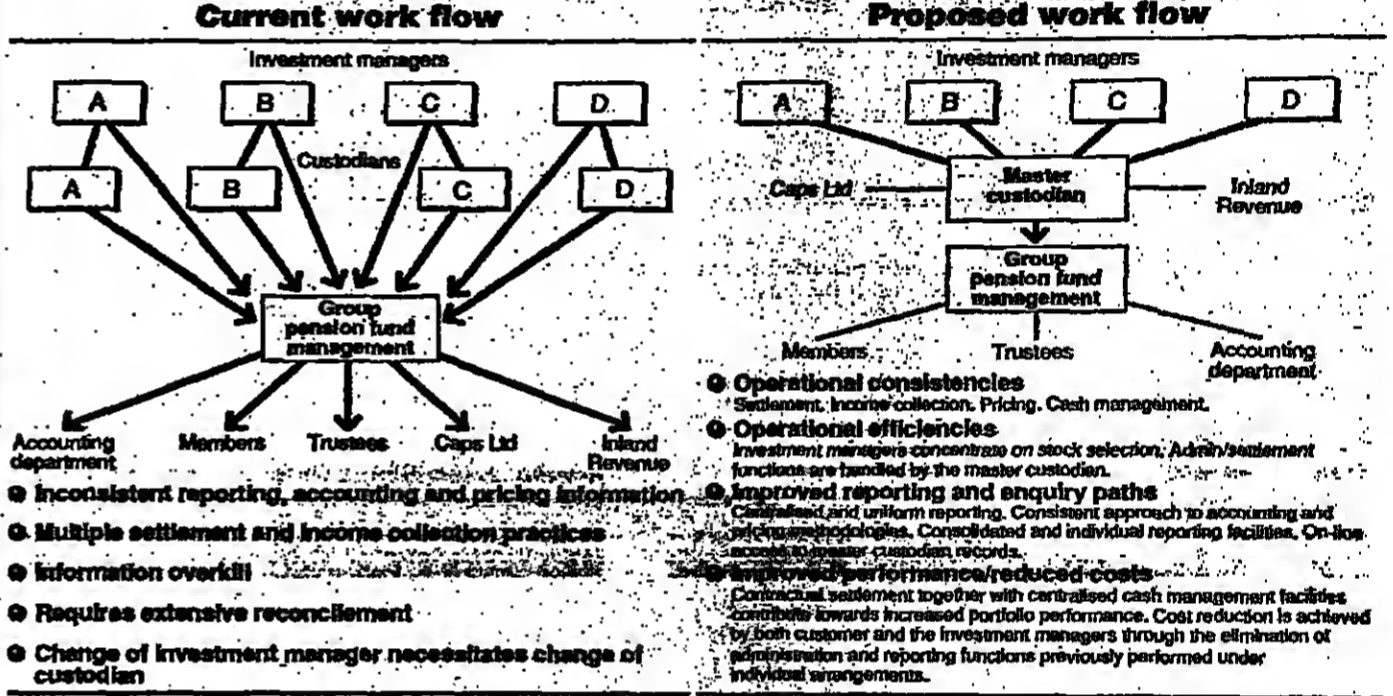 Current work flow
Investment managers
A
B
C
D
Custodians
A
B
C
D
Group
pension fund
management
Accounting
department
Members
Trustees
Caps Ltd
Inland
Revenue
Inconsistent reporting, accounting and pricing information
Multiple settlement and income collection practices
Information overkill
Requires extensive reconcilement
Change of investment manager necessitates change of
custodian
Proposed work flow
Investment managers
A
B
C
D
Caps Ltd
Master
custodian
Inland
Revenue
Group
pension fund
management
Members
Trustees
Accounting
department
Operational consistencies
Settlement. Income collection. Pricing. Cash management.
Operational efficiencies
Investment managers concentrate on stock selection. Admin/settlement
functions are handled by the master custodian.
Improved reporting and enquiry paths
Centralised and uniform reporting. Consistent approach to accounting and
pricing methodologies. Consolidated and individual reporting facilities. On-line
access to master custodian records.
Improved performance/reduced costs
Contractual settlement together with centralised cash management facilities
contribute towards increased portfolio performance. Cost reduction is achieved
by both customer and the investment managers through the elimination of
administration and reporting functions previously performed under
individual arrangements.